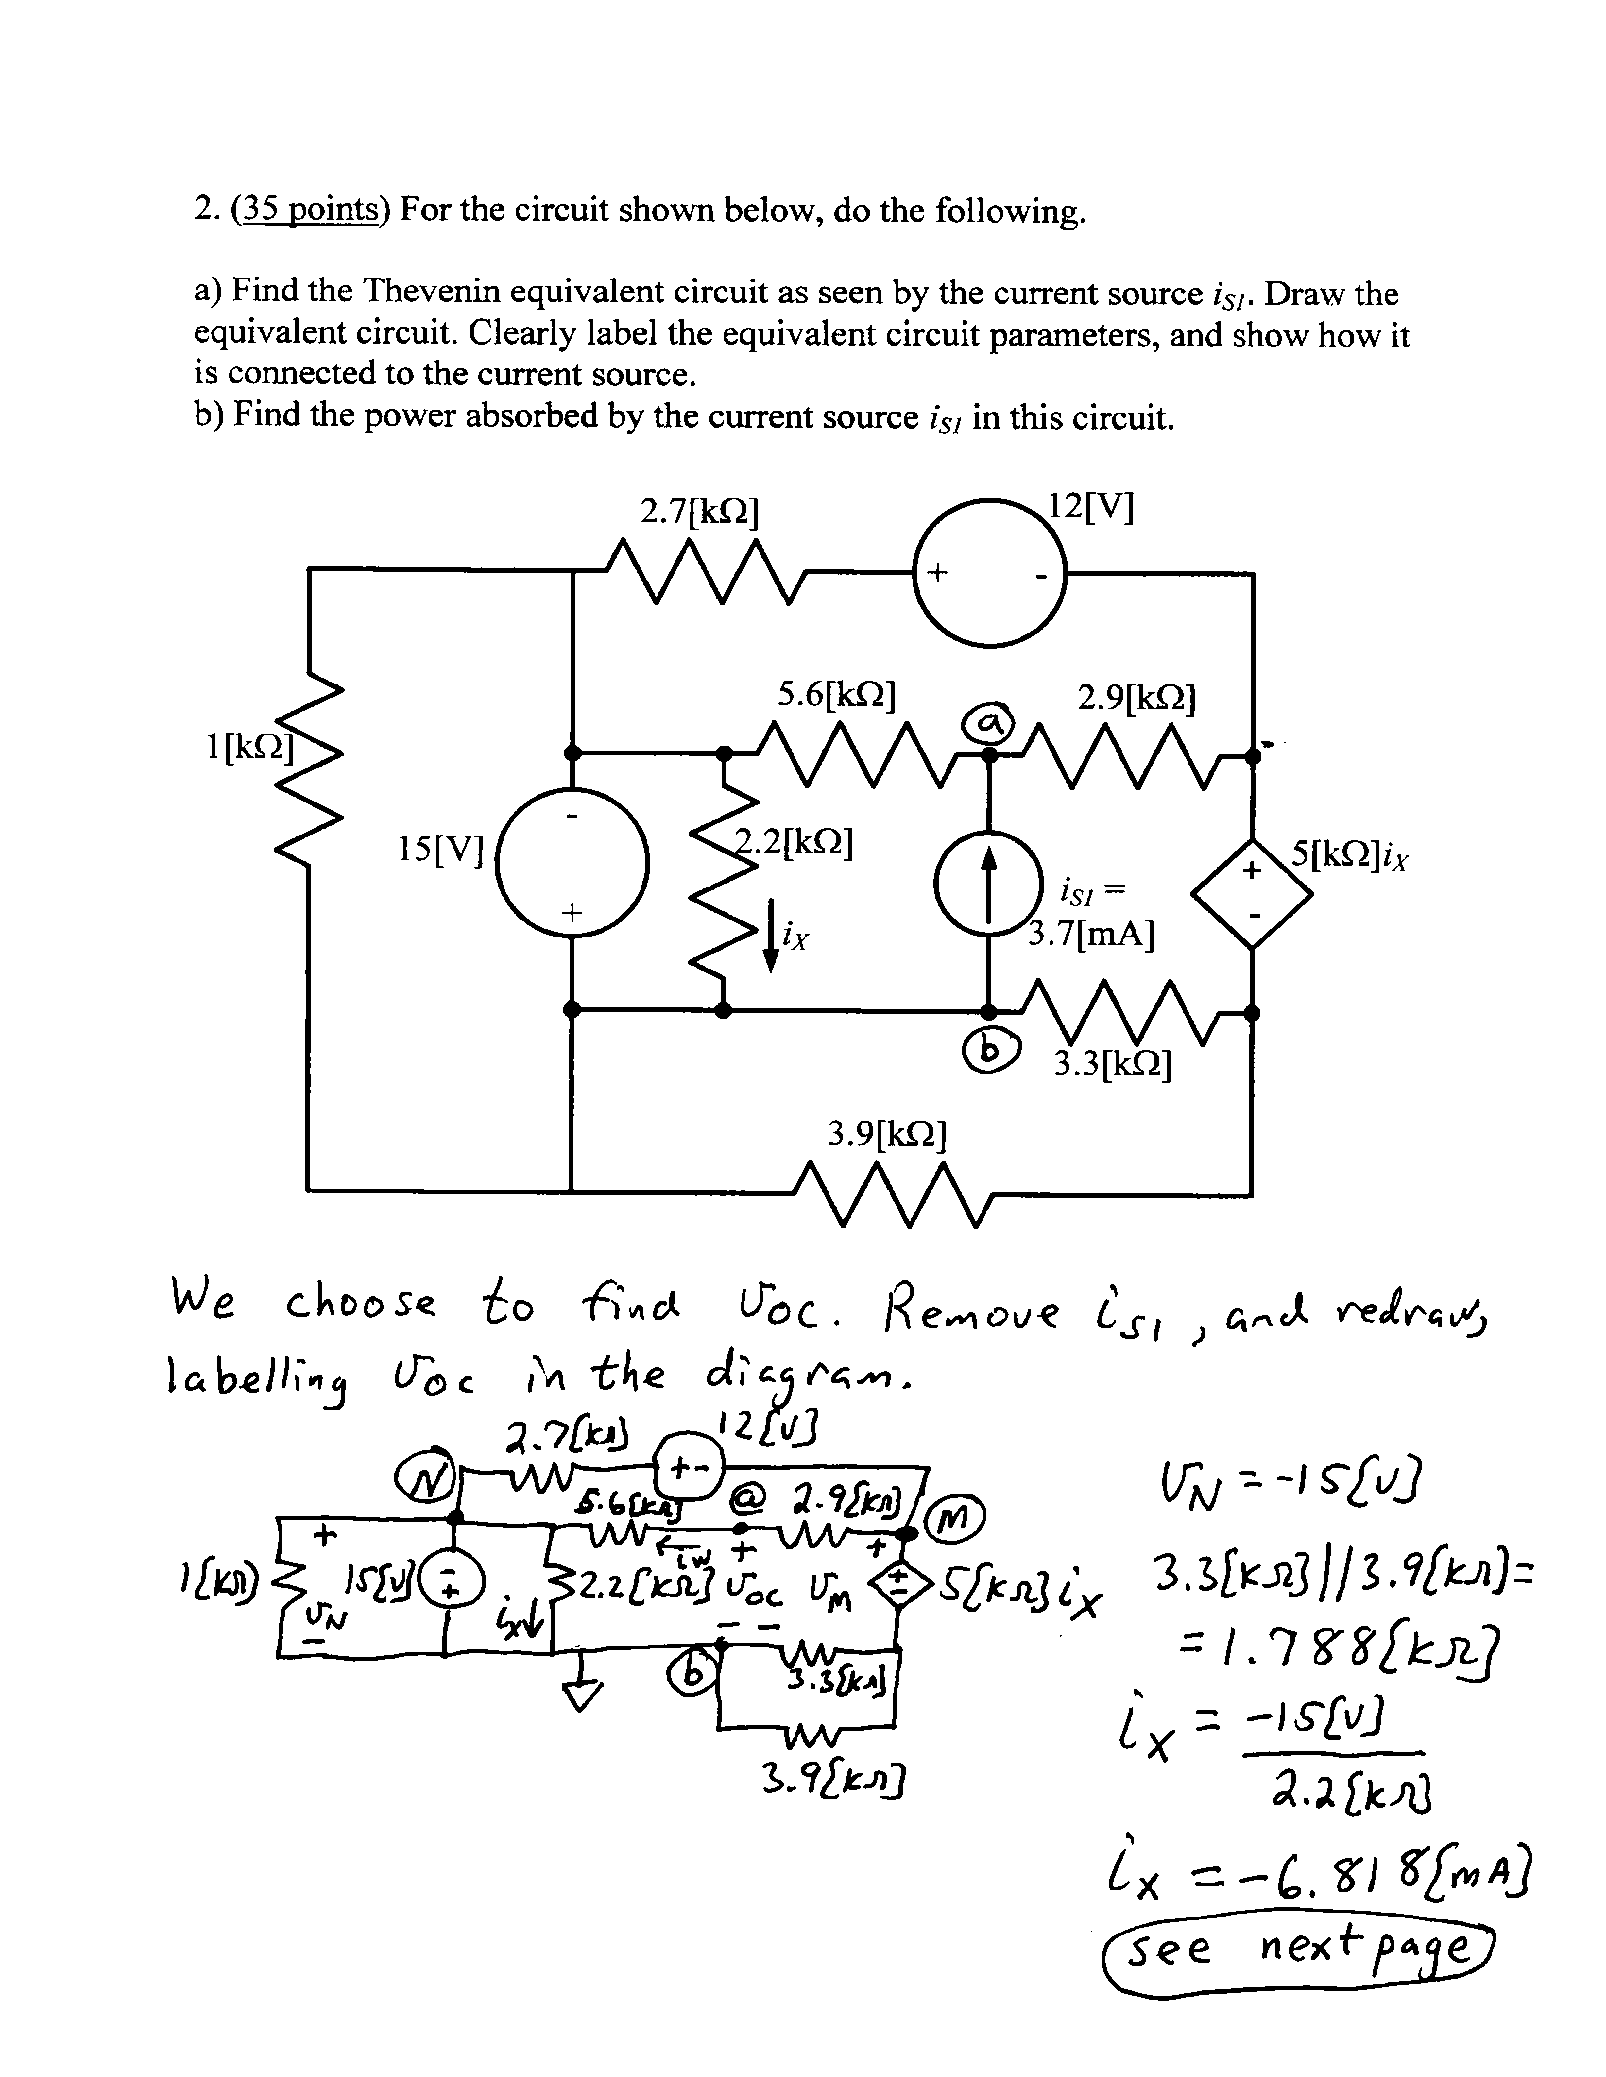 2. (35 points) For the circuit shown below, do the following.
a) Find the Thevenin equivalent circuit as seen by the current source iS1. Draw the
equivalent circuit. Clearly label the equivalent circuit parameters, and show how it
is connected to the current source.
b) Find the power absorbed by the current source iS1 in this circuit.
2.7[kΩ]
12[V]
+ -
5.6[kΩ]
2.9[kΩ]
a
1[kΩ]
15[V]
-
+
2.2[kΩ]
iX
iS1 =
3.7[mA]
+
-
5[kΩ]iX
b
3.3[kΩ]
3.9[kΩ]
We choose to find vOC. Remove iS1, and redraw,
labelling vOC in the diagram.
2.7[kΩ]
12[V]
N
+-
5.6[kΩ]
a
2.9[kΩ]
M
+
iW
+
+
1[kΩ]
vN
-
15[V]
-
+
iX
2.2[kΩ]
vOC
-
vM
-
+
-
5[kΩ]iX
b
3.3[kΩ]
3.9[kΩ]
vN = -15[V]
3.3[kΩ]//3.9[kΩ]=
= 1.788[kΩ]
iX = -15[V]
2.2[kΩ]
iX = -6.818[mA]
see next page